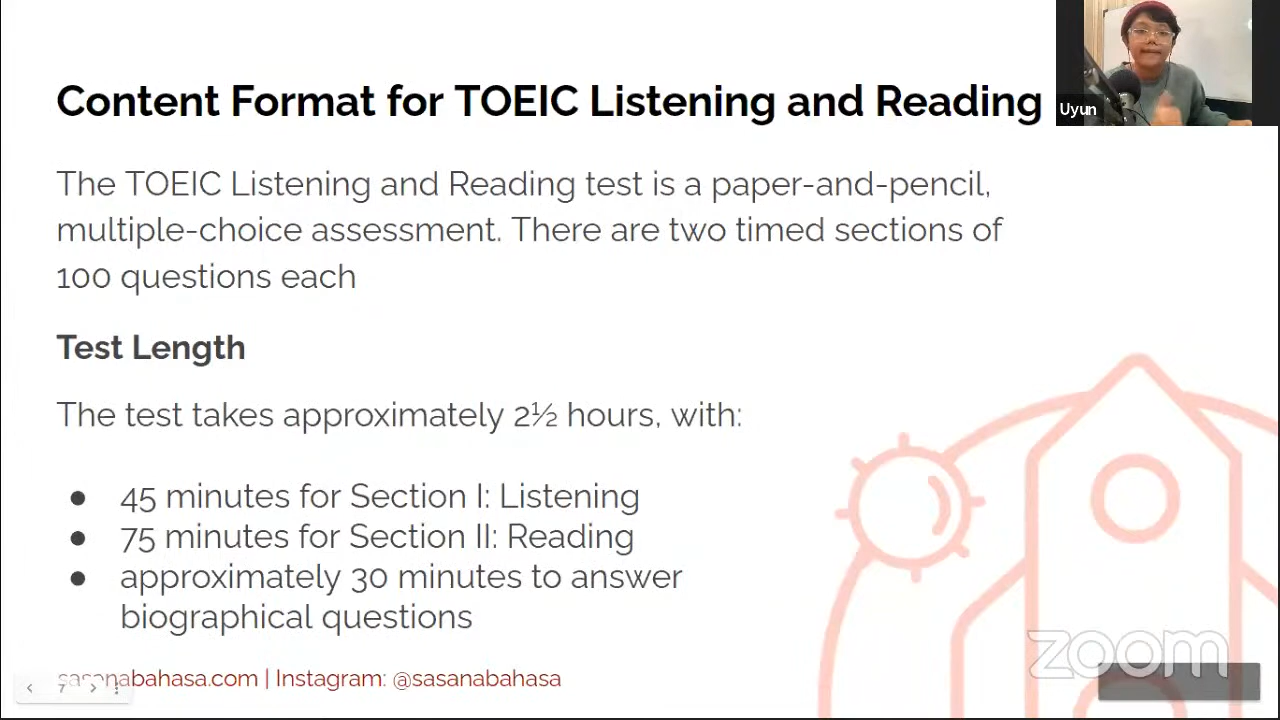 Content Format for TOEIC Listening and Reading
Uyun
The TOEIC Listening and Reading test is a paper-and-pencil,
multiple-choice assessment. There are two timed sections of
100 questions each
Test Length
The test takes approximately 2½ hours, with:
● 45 minutes for Section I: Listening
● 75 minutes for Section II: Reading
● approximately 30 minutes to answer
biographical questions
zoom
sasanabahasa.com | Instagram: @sasanabahasa
7